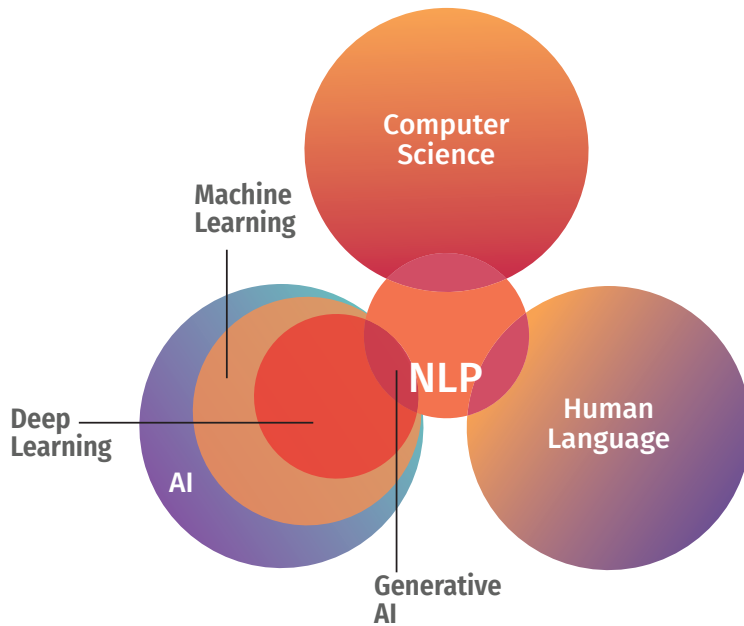 Computer
Science
Machine
Learning
NLP
Deep
Learning
Human
Language
AI
Generative
AI